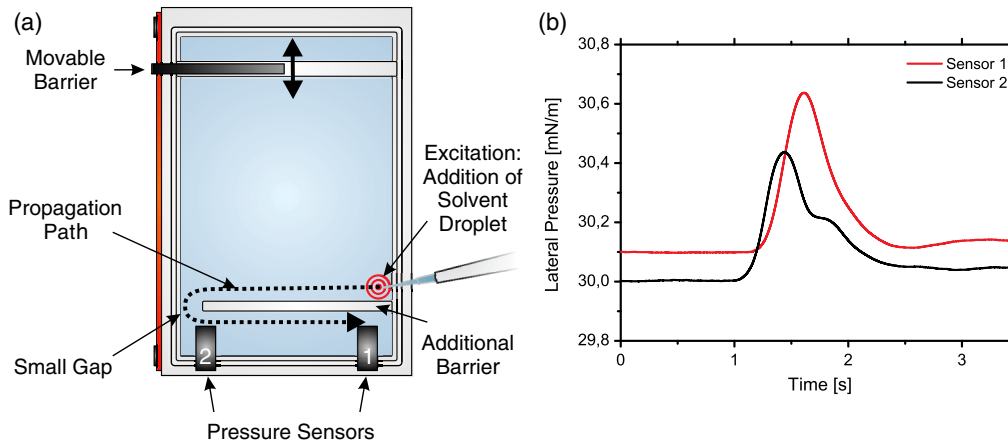 (a)
Movable
Barrier
Excitation:
Addition of
Solvent
Droplet
Propagation
Path
Small Gap
Additional
Barrier
2
1
Pressure Sensors
(b)
30,8
30,6
30,4
30,2
30,0
29,8
Lateral Pressure [mN/m]
Sensor 1
Sensor 2
0
1
2
3
Time [s]